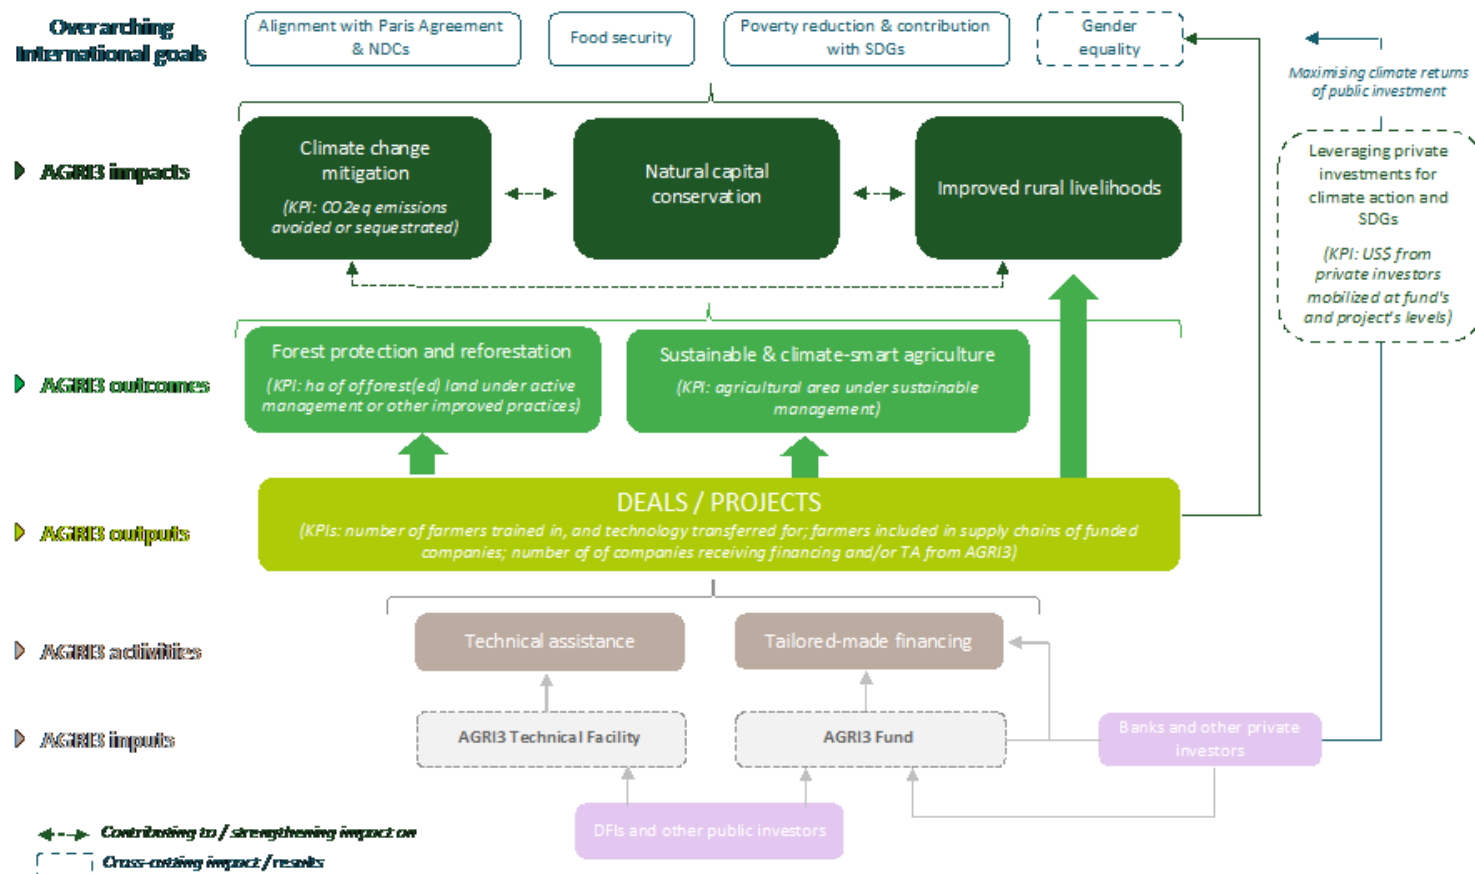 Overarching
International goals
Alignment with Paris Agreement
& NDCs
Food security
Poverty reduction & contribution
with SDGs
Gender
equality
Maximising climate returns
of public investment
AGRI3 impacts
Climate change
mitigation
(KPI: CO2eq emissions
avoided or sequestrated)
Natural capital
conservation
Improved rural livelihoods
Leveraging private
investments for
climate action and
SDGs
(KPI: US$ from
private investors
mobilized at fund's
and project's levels)
AGRI3 outcomes
Forest protection and reforestation
(KPI: ha of of forest(ed) land under active
management or other improved practices)
Sustainable & climate-smart agriculture
(KPI: agricultural area under sustainable
management)
AGRI3 outputs
DEALS / PROJECTS
(KPIs: number of farmers trained in, and technology transferred for; farmers included in supply chains of funded
companies; number of of companies receiving financing and/or TA from AGRI3)
AGRI3 activities
Technical assistance
Tailored-made financing
AGRI3 inputs
AGRI3 Technical Facility
AGRI3 Fund
Banks and other private
investors
DFIs and other public investors
Contributing to / strengthening impact on
Cross-cutting impact / results